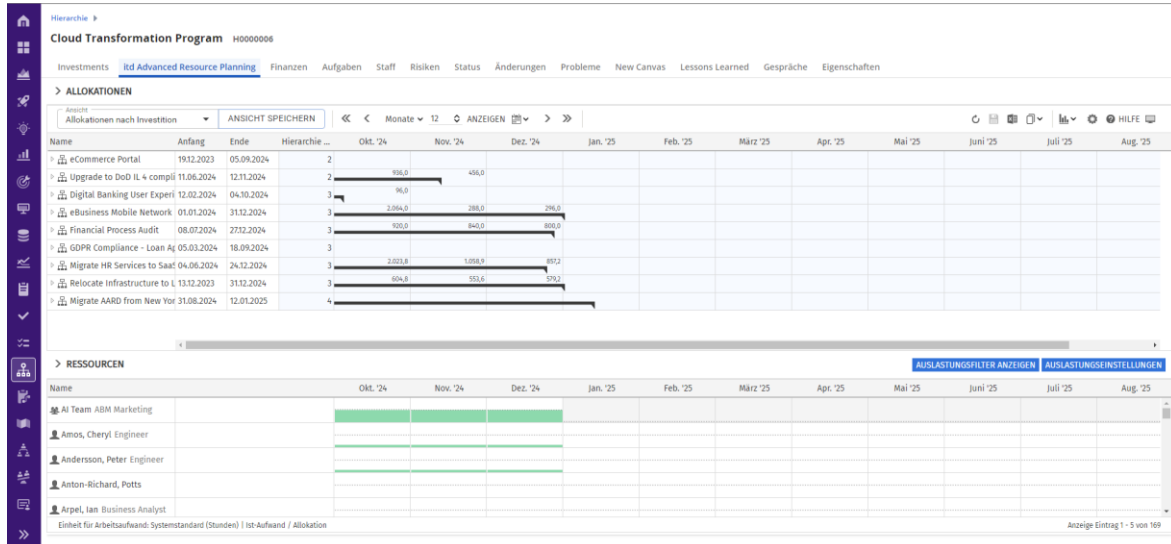 Hierarchie
Cloud Transformation Program H0000006
Investments itd Advanced Resource Planning Finanzen Aufgaben Staff Risiken Status Änderungen Probleme New Canvas Lessons Learned Gespräche Eigenschaften
ALLOKATIONEN
Ansicht
Allokationen nach Investition ANSICHT SPEICHERN Monate 12 ANZEIGEN HILFE
Name Anfang Ende Hierarchie ... Okt. '24 Nov. '24 Dez. '24 Jan. '25 Feb. '25 März '25 Apr. '25 Mai '25 Juni '25 Juli '25 Aug. '25
eCommerce Portal 19.12.2023 05.09.2024 2
Upgrade to DoD IL 4 compli 11.06.2024 12.11.2024 2 936,0 456,0
Digital Banking User Experi 12.02.2024 04.10.2024 3 96,0
eBusiness Mobile Network 01.01.2024 31.12.2024 3 2.064,0 288,0 296,0
Financial Process Audit 08.07.2024 27.12.2024 3 920,0 840,0 800,0
GDPR Compliance - Loan Ap 05.03.2024 18.09.2024 3
Migrate HR Services to SaaS 04.06.2024 24.12.2024 3 2.023,8 1.058,9 857,2
Relocate Infrastructure to L 13.12.2023 31.12.2024 3 604,8 553,6 579,2
Migrate AARD from New Yor 31.08.2024 12.01.2025 4
RESSOURCEN AUSLASTUNGSFILTER ANZEIGEN AUSLASTUNGSEINSTELLUNGEN
Name Okt. '24 Nov. '24 Dez. '24 Jan. '25 Feb. '25 März '25 Apr. '25 Mai '25 Juni '25 Juli '25 Aug. '25
AI Team ABM Marketing
Amos, Cheryl Engineer
Andersson, Peter Engineer
Anton-Richard, Potts
Arpel, Ian Business Analyst
Einheit für Arbeitsaufwand: Systemstandard (Stunden) | Ist-Aufwand / Allokation Anzeige Eintrag 1 - 5 von 169